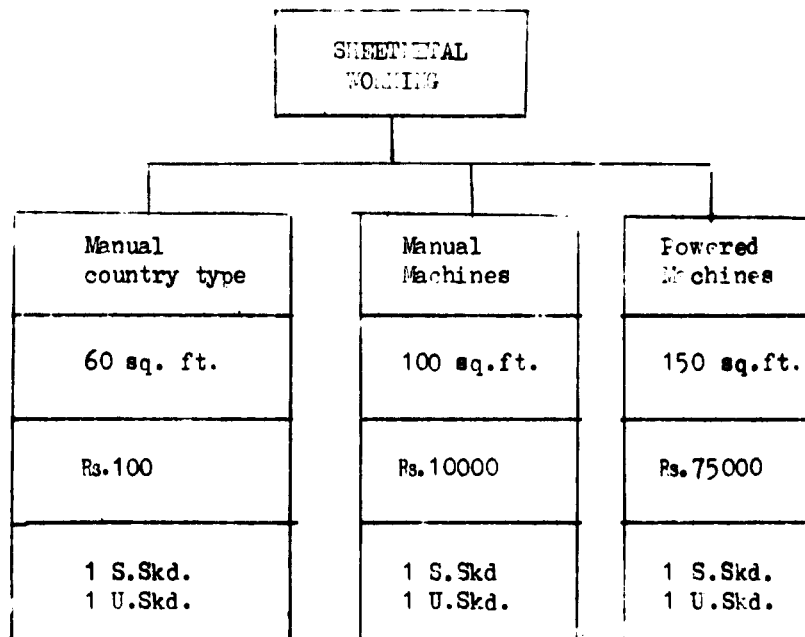 SHEETMETAL
WORKING
Manual
country type
60 sq. ft.
Rs.100
1 S.Skd.
1 U.Skd.
Manual
Machines
100 sq.ft.
Rs.10000
1 S.Skd
1 U.Skd.
Powered
Machines
150 sq.ft.
Rs.75000
1 S.Skd.
1 U.Skd.